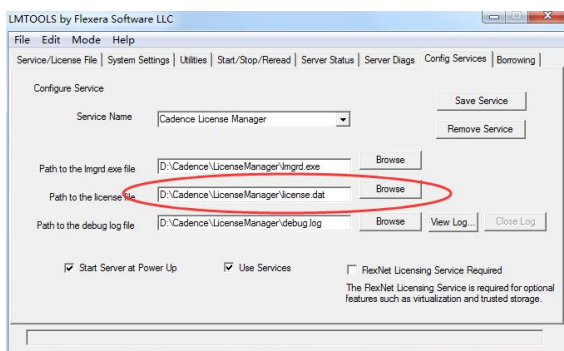 LMTOOLS by Flexera Software LLC
File Edit Mode Help
Service/License File System Settings Utilities Start/Stop/Reread Server Status Server Diags Config Services Borrowing
Configure Service
Save Service
Service Name Cadence License Manager
Remove Service
Path to the lmgrd.exe file D:\Cadence\LicenseManager\lmgrd.exe Browse
Path to the license file D:\Cadence\LicenseManager\license.dat Browse
Path to the debug log file D:\Cadence\LicenseManager\debug.log Browse View Log... Close Log
Start Server at Power Up Use Services FlexNet Licensing Service Required
The FlexNet Licensing Service is required for optional
features such as virtualization and trusted storage.